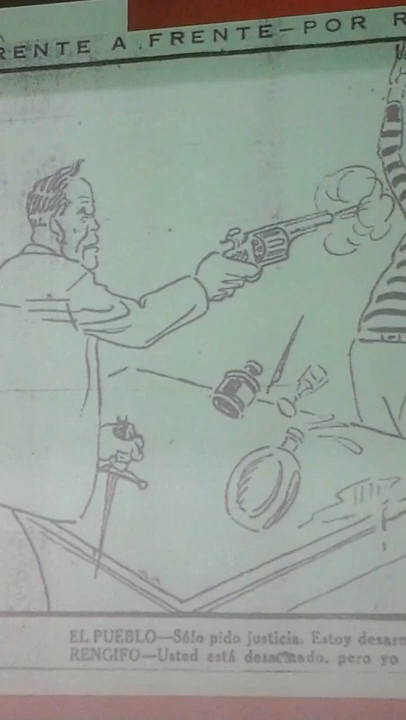 RENTE A FRENTE—POR R
EL PUEBLO—Sólo pido justicia. Estoy desarm
RENGIFO—Usted está desarmado, pero yo